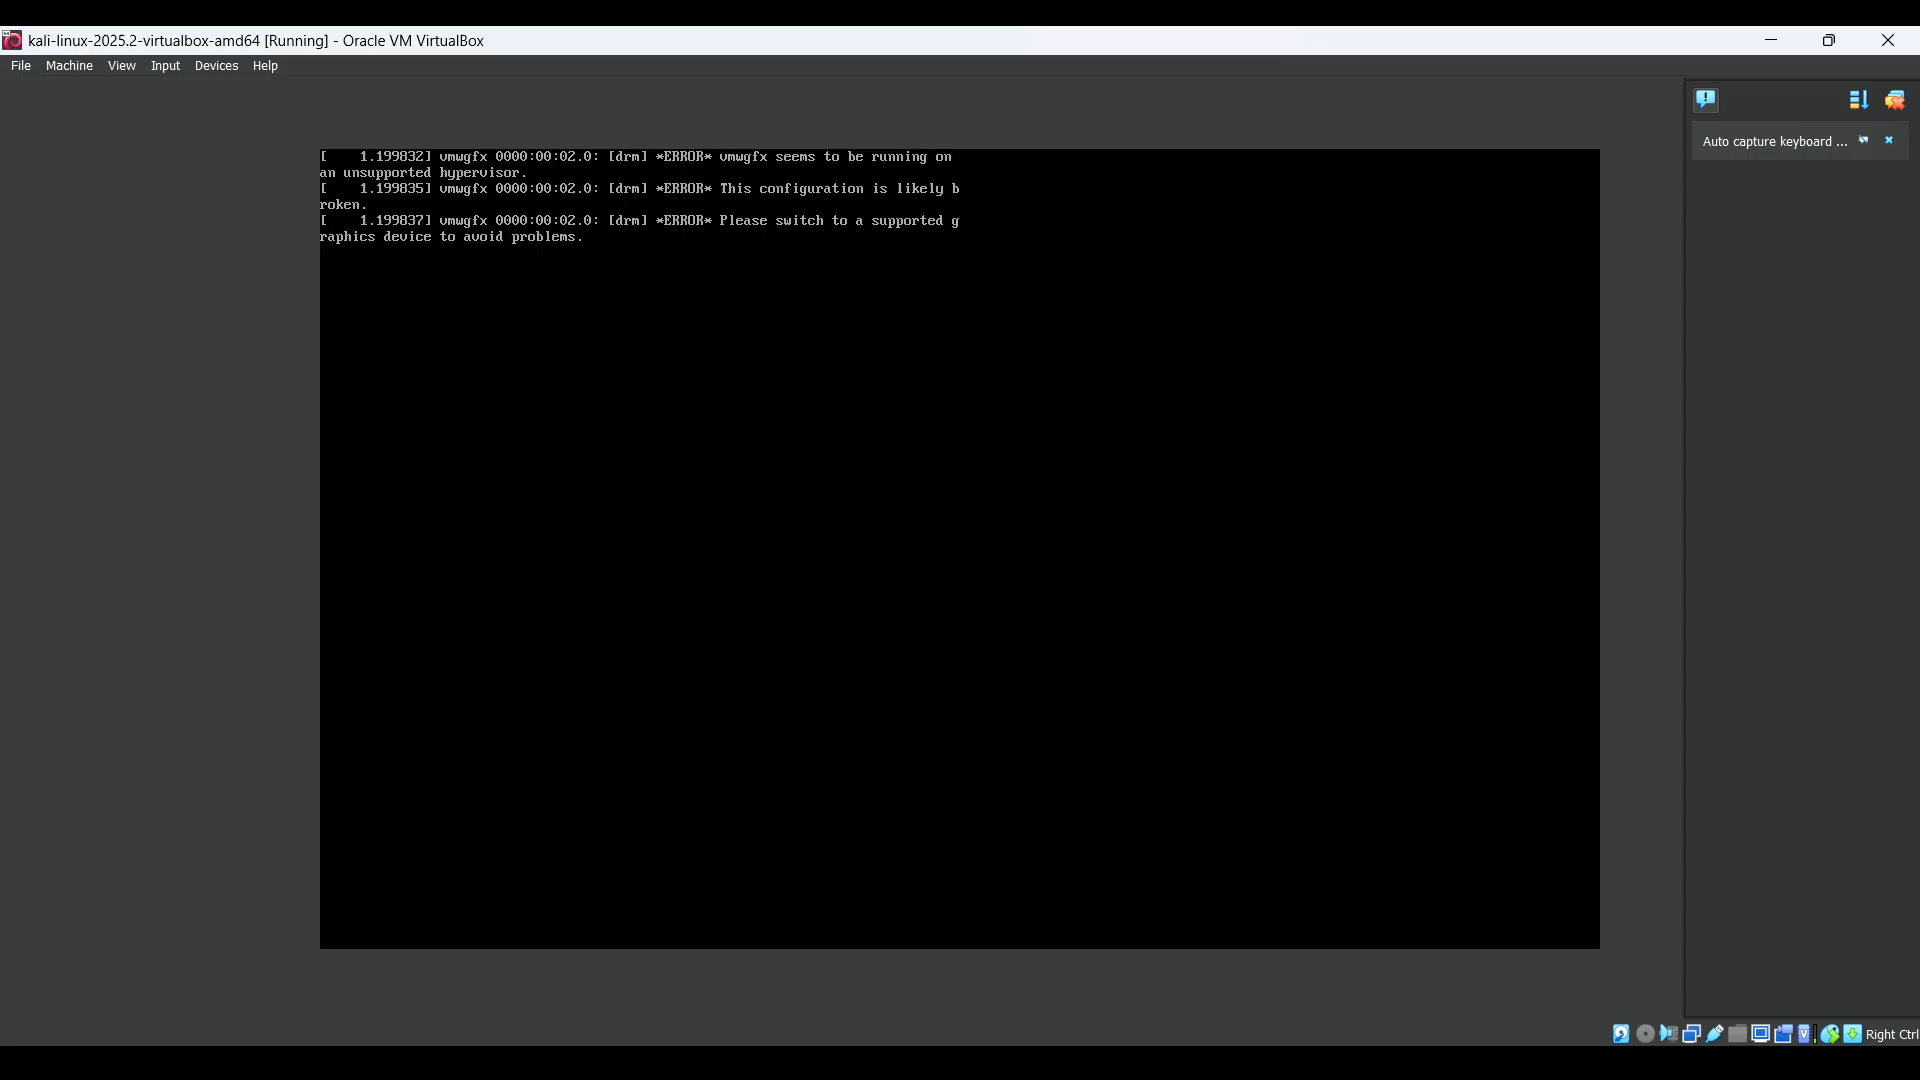 kali-linux-2025.2-virtualbox-amd64 [Running] - Oracle VM VirtualBox
File Machine View Input Devices Help
Auto capture keyboard ...
[    1.199832] vmwgfx 0000:00:02.0: [drm] *ERROR* vmwgfx seems to be running on
an unsupported hypervisor.
[    1.199835] vmwgfx 0000:00:02.0: [drm] *ERROR* This configuration is likely b
roken.
[    1.199837] vmwgfx 0000:00:02.0: [drm] *ERROR* Please switch to a supported g
raphics device to avoid problems.
Right Ctrl